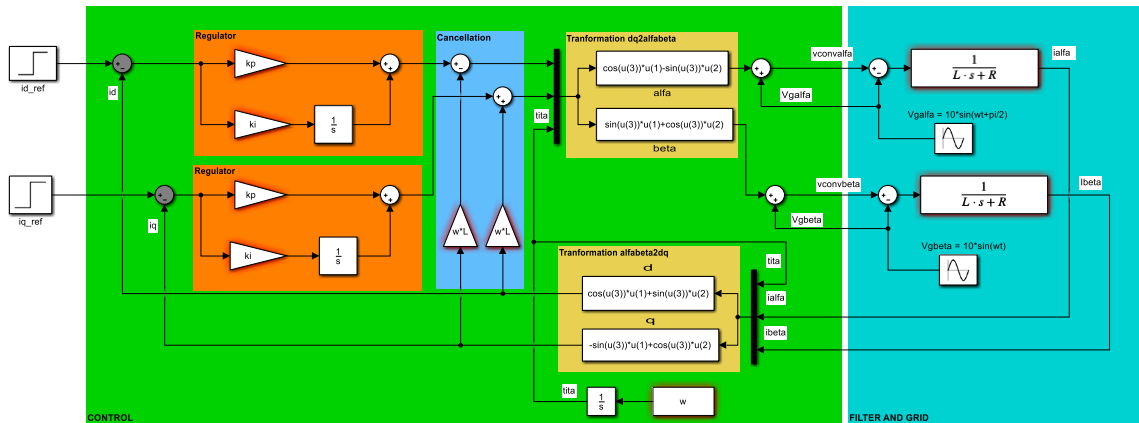 id_ref
iq_ref
id
iq
Regulator
kp
ki
1
s
Regulator
kp
ki
1
s
Cancellation
w*L
w*L
tita
Tranformation dq2alfabeta
cos(u(3))*u(1)-sin(u(3))*u(2)
alfa
sin(u(3))*u(1)+cos(u(3))*u(2)
beta
Tranformation alfabeta2dq
d
cos(u(3))*u(1)+sin(u(3))*u(2)
q
-sin(u(3))*u(1)+cos(u(3))*u(2)
tita
ialfa
ibeta
tita
1
s
w
Vgalfa
Vgbeta
CONTROL
vconvalfa
1
L · s + R
ialfa
Vgalfa = 10*sin(wt+pi/2)
vconvbeta
1
L · s + R
Ibeta
Vgbeta = 10*sin(wt)
FILTER AND GRID